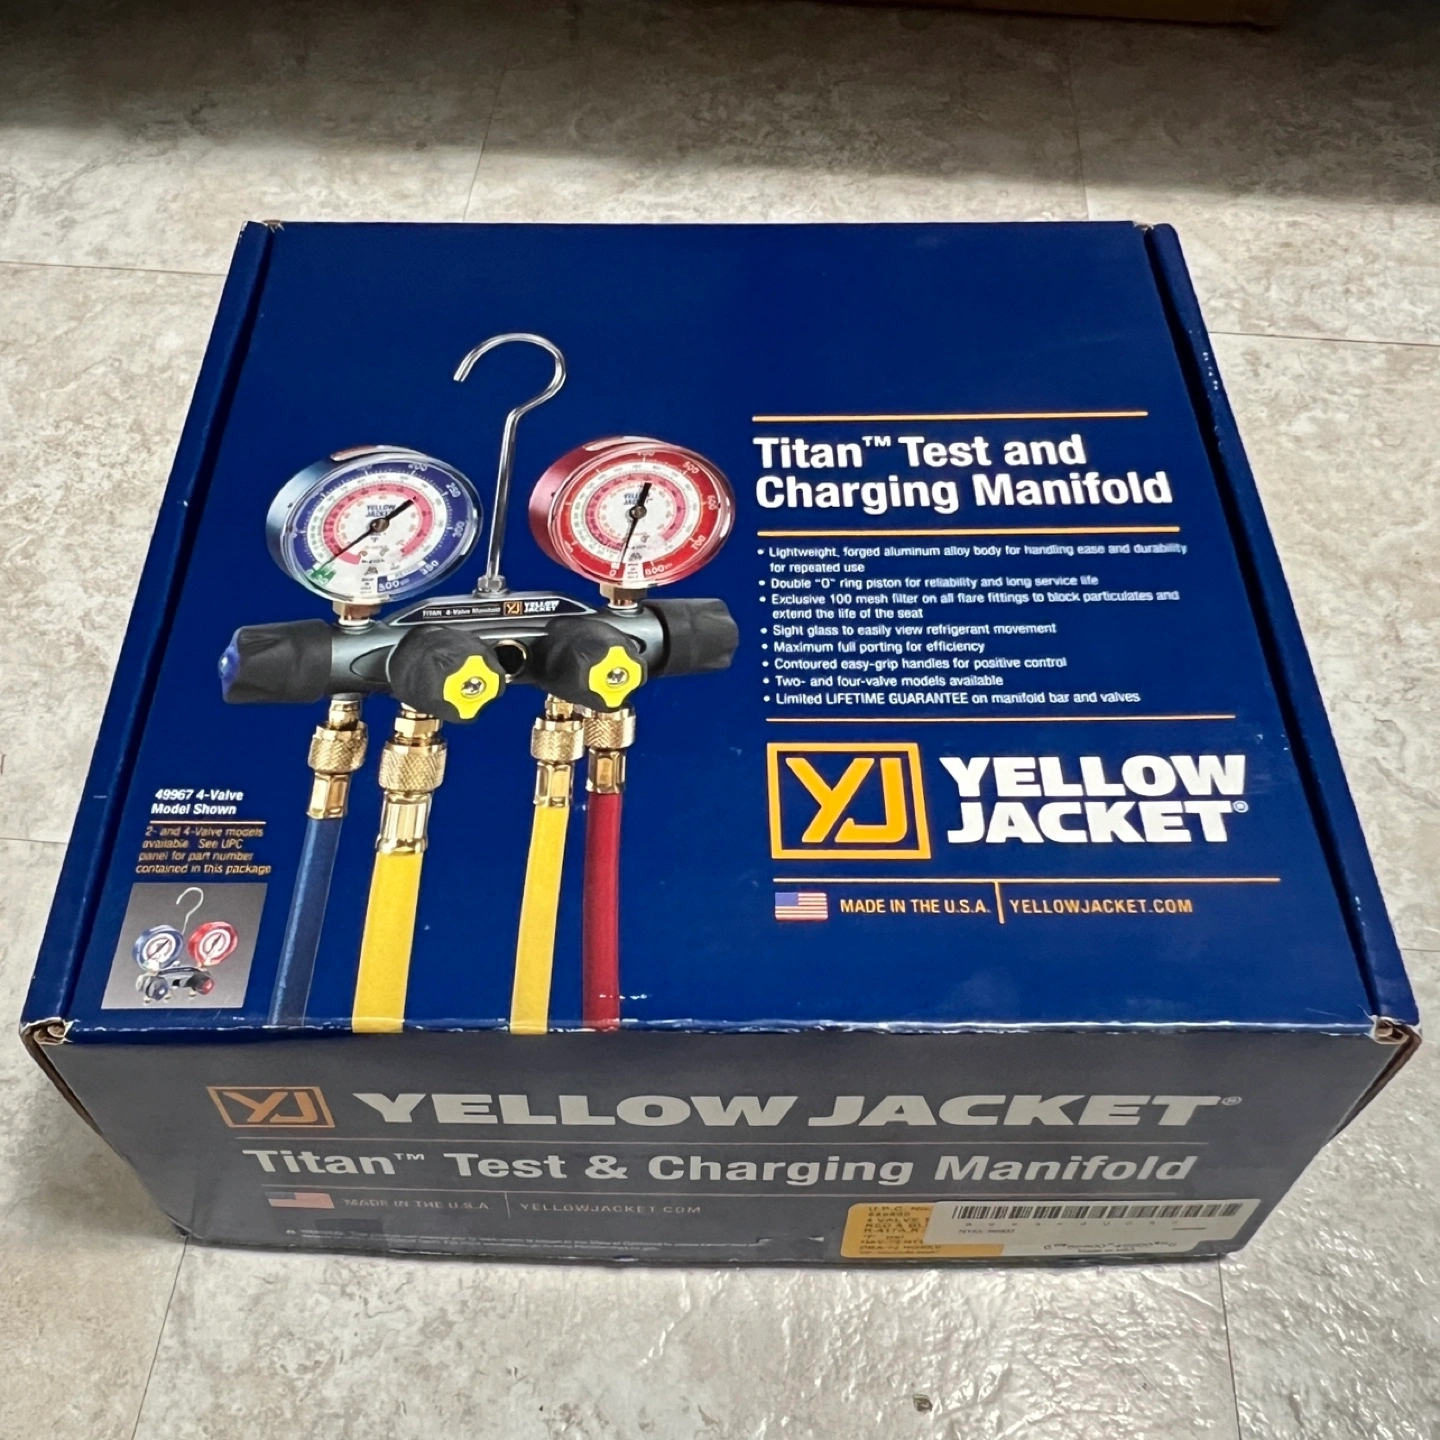 Titan™ Test and
Charging Manifold
• Lightweight, forged aluminum alloy body for handling ease and durability
for repeated use
• Double "O" ring piston for reliability and long service life
• Exclusive 100 mesh filter on all flare fittings to block particulates and
extend the life of the seat
• Sight glass to easily view refrigerant movement
• Maximum full porting for efficiency
• Contoured easy-grip handles for positive control
• Two- and four-valve models available
• Limited LIFETIME GUARANTEE on manifold bar and valves
YJ YELLOW
JACKET®
MADE IN THE U.S.A. | YELLOWJACKET.COM
YELLOW
JACKET
TITAN 4-Valve Manifold YJ YELLOW
JACKET
49967 4-Valve
Model Shown
2- and 4-Valve models
available. See UPC
panel for part number
contained in this package
YJ YELLOW JACKET®
Titan™ Test & Charging Manifold
MADE IN THE U.S.A. | YELLOWJACKET.COM
4 VALVE